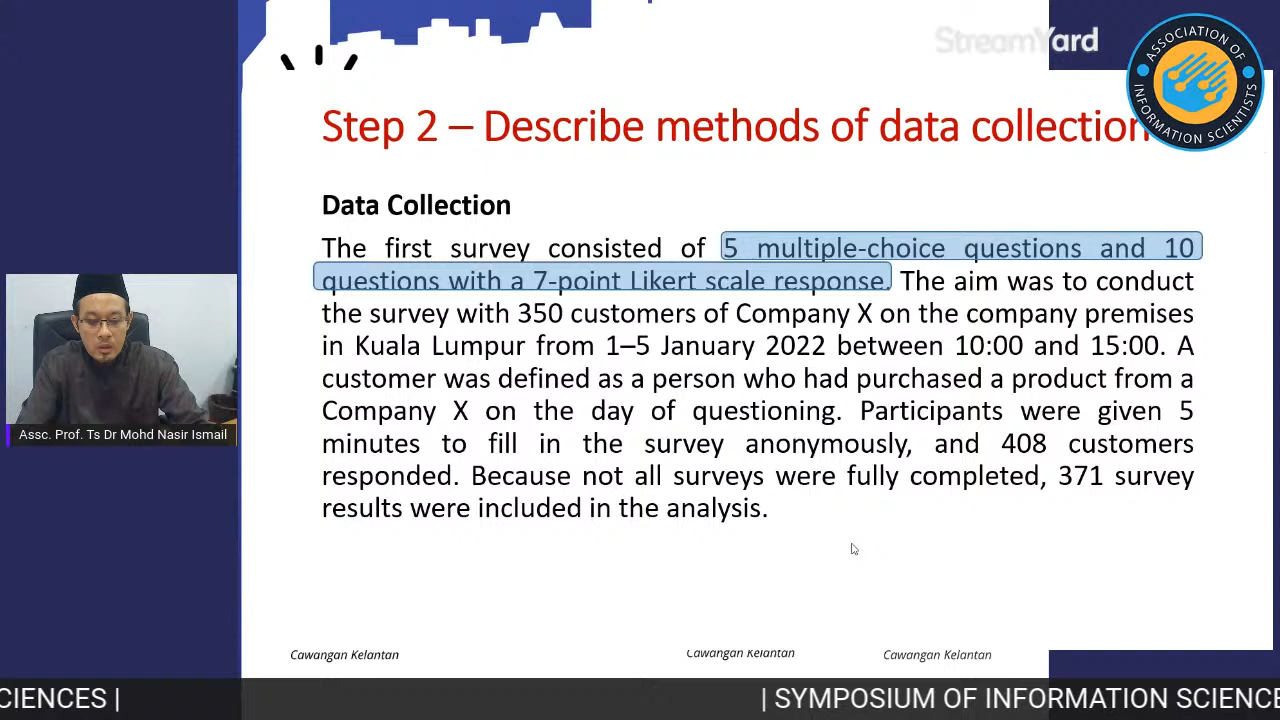 StreamYard
ASSOCIATION OF
INFORMATION SCIENTISTS
Step 2 – Describe methods of data collection
Data Collection
The first survey consisted of 5 multiple-choice questions and 10
questions with a 7-point Likert scale response. The aim was to conduct
the survey with 350 customers of Company X on the company premises
in Kuala Lumpur from 1–5 January 2022 between 10:00 and 15:00. A
customer was defined as a person who had purchased a product from a
Company X on the day of questioning. Participants were given 5
minutes to fill in the survey anonymously, and 408 customers
responded. Because not all surveys were fully completed, 371 survey
results were included in the analysis.
Assc. Prof. Ts Dr Mohd Nasir Ismail
Cawangan Kelantan
Cawangan Kelantan
Cawangan Kelantan
CIENCES | | SYMPOSIUM OF INFORMATION SCIENCE